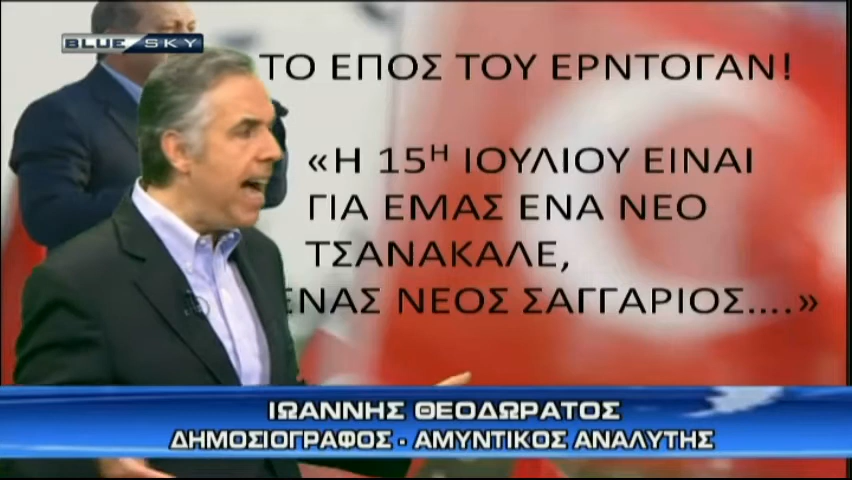 BLUE SKY
ΤΟ ΕΠΟΣ ΤΟΥ ΕΡΝΤΟΓΑΝ!
«Η 15Η ΙΟΥΛΙΟΥ ΕΙΝΑΙ
ΓΙΑ ΕΜΑΣ ΕΝΑ ΝΕΟ
ΤΣΑΝΑΚΑΛΕ,
ΕΝΑΣ ΝΕΟΣ ΣΑΓΓΑΡΙΟΣ....»
ΙΩΑΝΝΗΣ ΘΕΟΔΩΡΑΤΟΣ
ΔΗΜΟΣΙΟΓΡΑΦΟΣ - ΑΜΥΝΤΙΚΟΣ ΑΝΑΛΥΤΗΣ